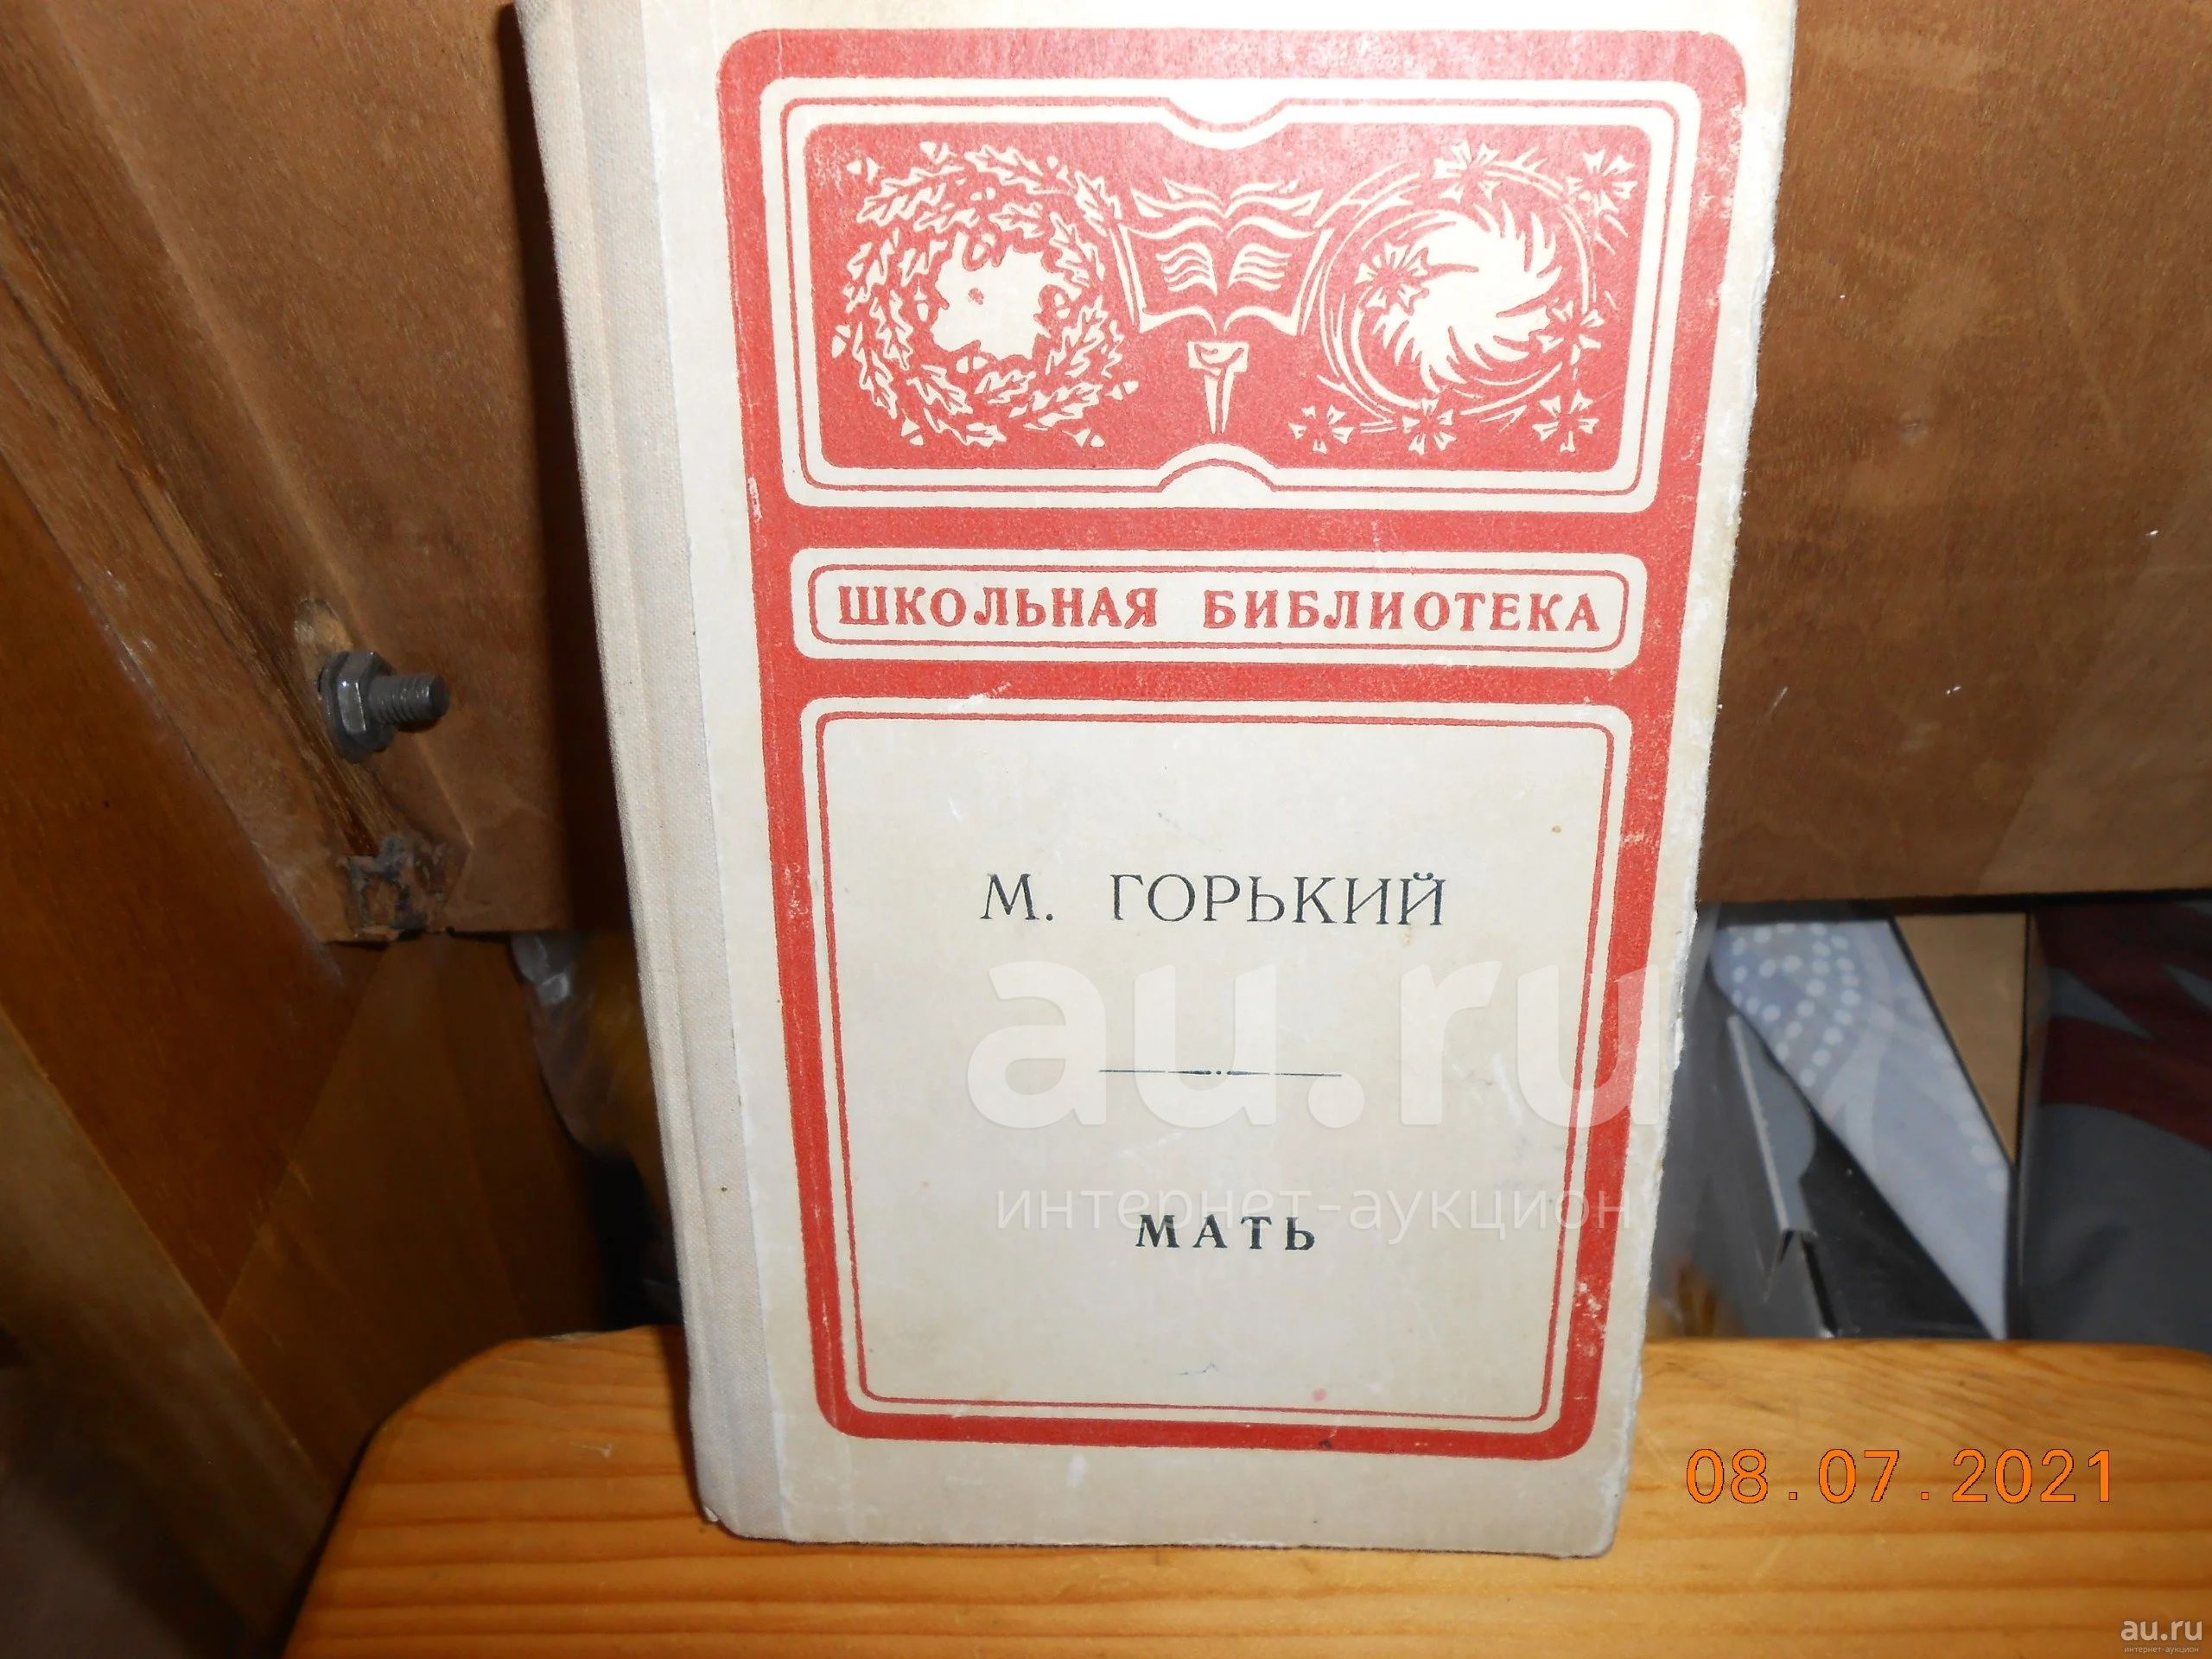 ШКОЛЬНАЯ БИБЛИОТЕКА
М. ГОРЬКИЙ
au.ru
интернет-аукцион
МАТЬ
08.07.2021
au.ru
интернет-аукцион